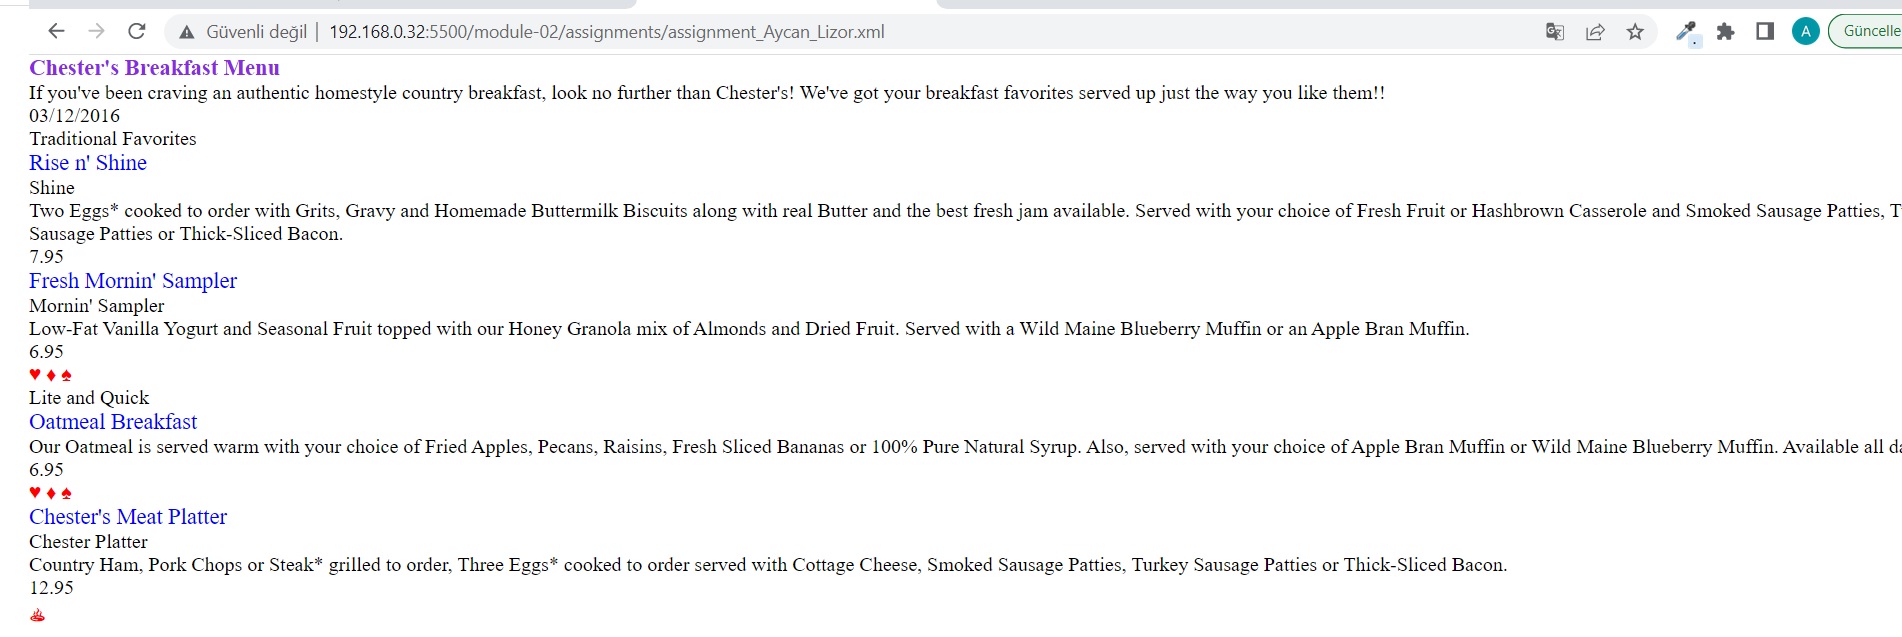 Güvenli değil | 192.168.0.32:5500/module-02/assignments/assignment_Aycan_Lizor.xml A Güncelle
Chester's Breakfast Menu
If you've been craving an authentic homestyle country breakfast, look no further than Chester's! We've got your breakfast favorites served up just the way you like them!!
03/12/2016
Traditional Favorites
Rise n' Shine
Shine
Two Eggs* cooked to order with Grits, Gravy and Homemade Buttermilk Biscuits along with real Butter and the best fresh jam available. Served with your choice of Fresh Fruit or Hashbrown Casserole and Smoked Sausage Patties,
Sausage Patties or Thick-Sliced Bacon.
7.95
Fresh Mornin' Sampler
Mornin' Sampler
Low-Fat Vanilla Yogurt and Seasonal Fruit topped with our Honey Granola mix of Almonds and Dried Fruit. Served with a Wild Maine Blueberry Muffin or an Apple Bran Muffin.
6.95
♥ ♦ ♠
Lite and Quick
Oatmeal Breakfast
Our Oatmeal is served warm with your choice of Fried Apples, Pecans, Raisins, Fresh Sliced Bananas or 100% Pure Natural Syrup. Also, served with your choice of Apple Bran Muffin or Wild Maine Blueberry Muffin. Available all
6.95
♥ ♦ ♠
Chester's Meat Platter
Chester Platter
Country Ham, Pork Chops or Steak* grilled to order, Three Eggs* cooked to order served with Cottage Cheese, Smoked Sausage Patties, Turkey Sausage Patties or Thick-Sliced Bacon.
12.95
♨